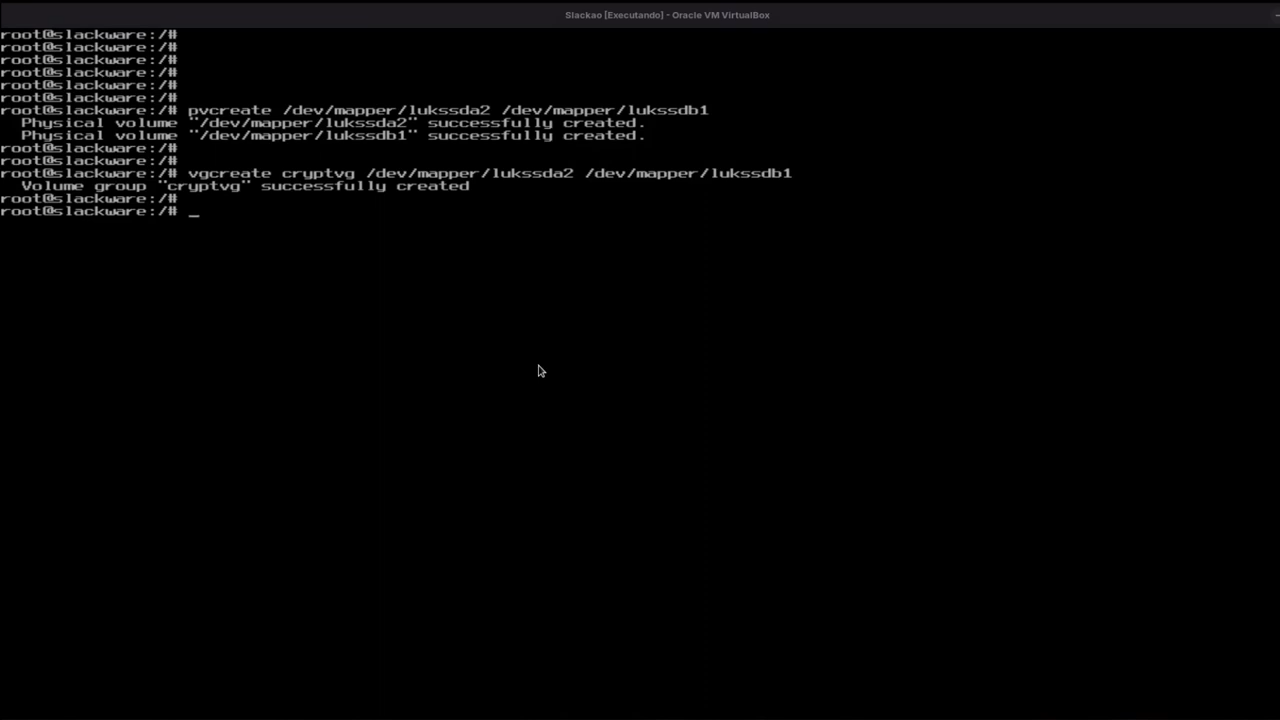 Slackao [Executando] - Oracle VM VirtualBox
root@slackware:/#
root@slackware:/#
root@slackware:/#
root@slackware:/#
root@slackware:/#
root@slackware:/#
root@slackware:/# pvcreate /dev/mapper/lukssda2 /dev/mapper/lukssdb1
  Physical volume "/dev/mapper/lukssda2" successfully created.
  Physical volume "/dev/mapper/lukssdb1" successfully created.
root@slackware:/#
root@slackware:/#
root@slackware:/# vgcreate cryptvg /dev/mapper/lukssda2 /dev/mapper/lukssdb1
  Volume group "cryptvg" successfully created
root@slackware:/#
root@slackware:/# _